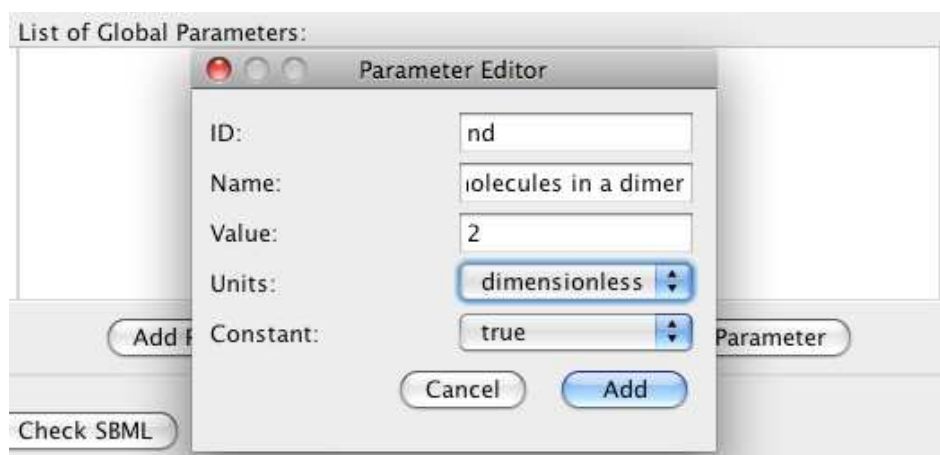 List of Global Parameters:
Parameter Editor
ID: nd
Name: molecules in a dimer
Value: 2
Units: dimensionless
Constant: true
Add Parameter
Cancel Add
Check SBML